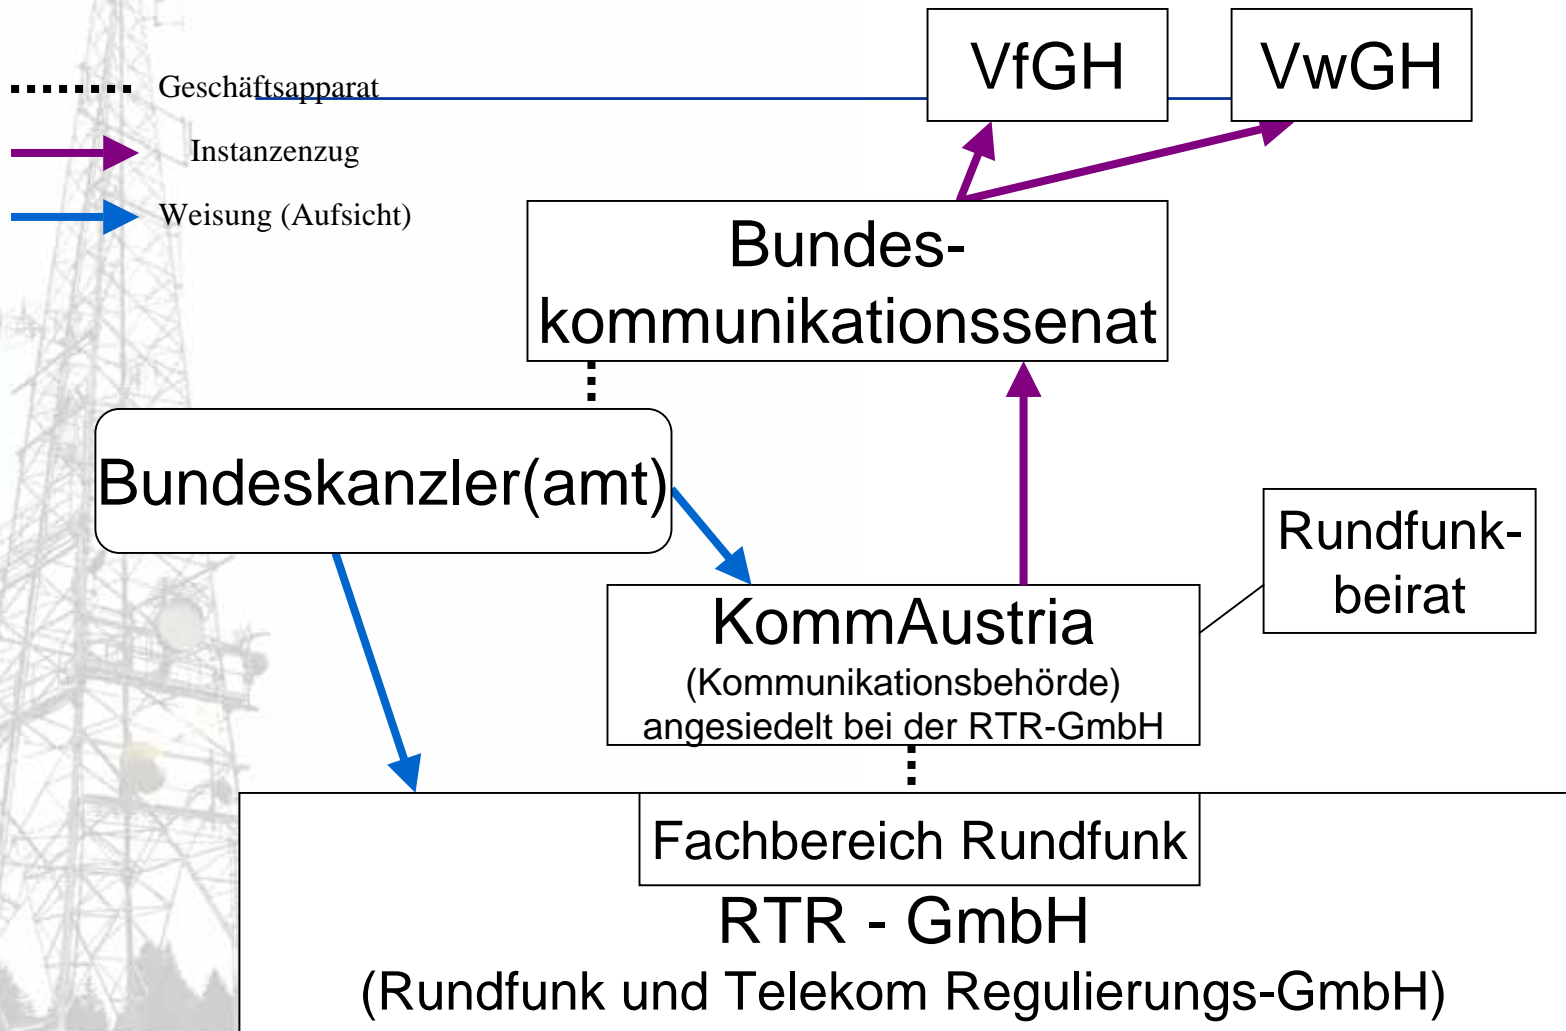 VfGH
VwGH
Geschäftsapparat
Instanzenzug
Weisung (Aufsicht)
Bundes-
kommunikationssenat
Bundeskanzler(amt)
Rundfunk-
beirat
KommAustria
(Kommunikationsbehörde)
angesiedelt bei der RTR-GmbH
Fachbereich Rundfunk
RTR - GmbH
(Rundfunk und Telekom Regulierungs-GmbH)